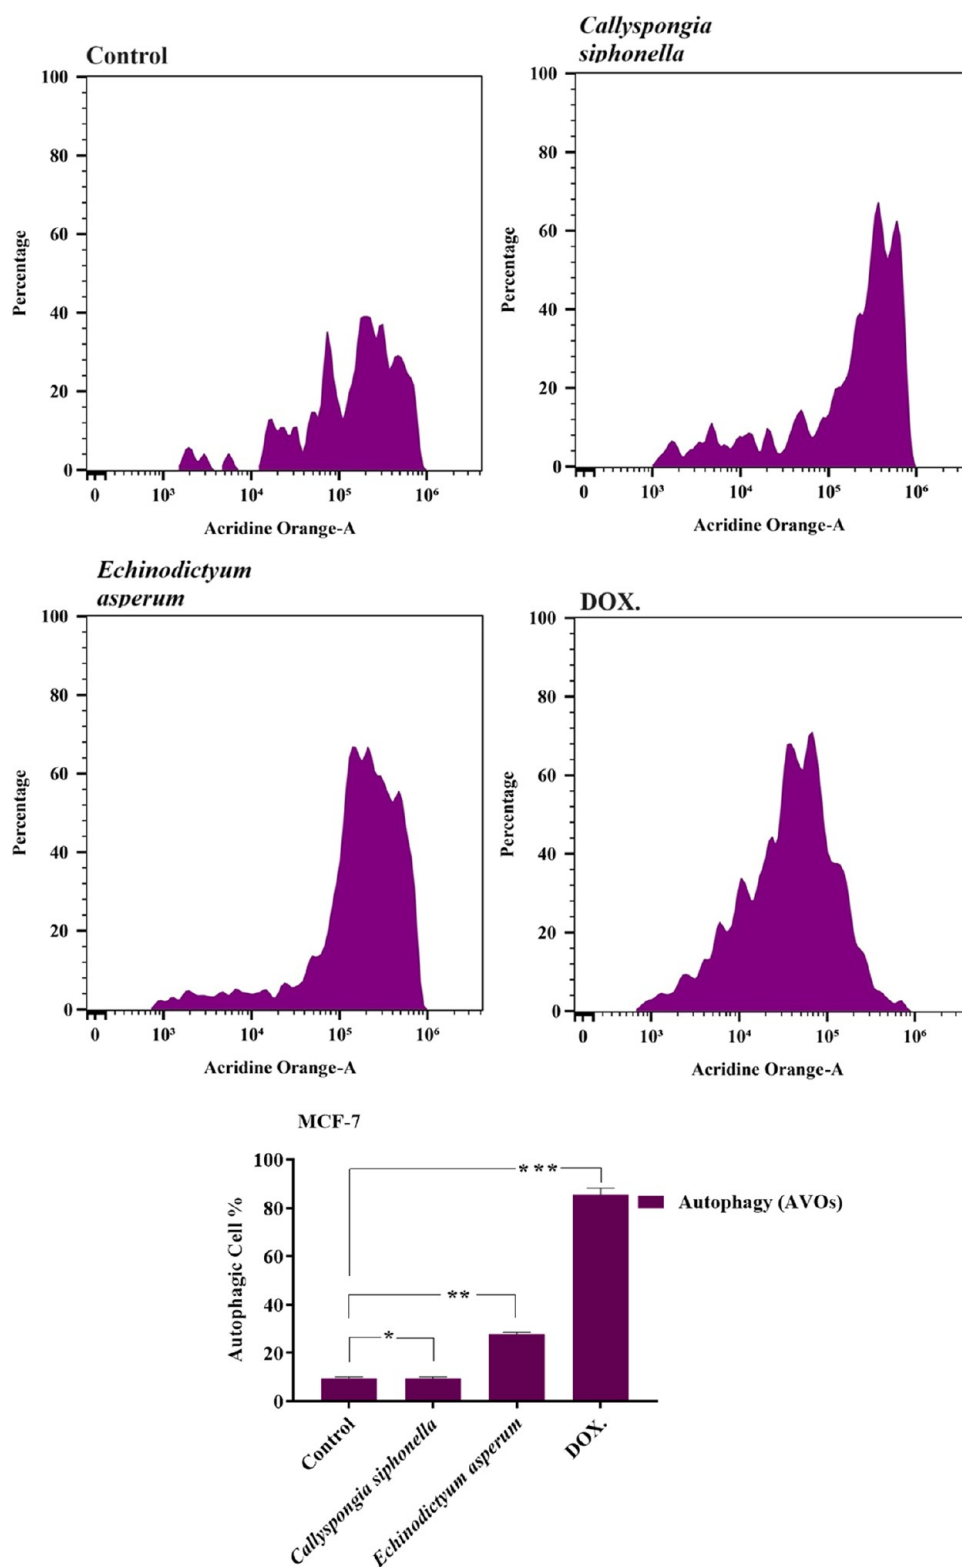 Control
Callyspongia
siphonella
100
80
60
40
20
0
Percentage
0 10³ 10⁴ 10⁵ 10⁶
Acridine Orange-A
100
80
60
40
20
0
Percentage
0 10³ 10⁴ 10⁵ 10⁶
Acridine Orange-A
Echinodictyum
asperum
DOX.
100
80
60
40
20
0
Percentage
0 10³ 10⁴ 10⁵ 10⁶
Acridine Orange-A
100
80
60
40
20
0
Percentage
0 10³ 10⁴ 10⁵ 10⁶
Acridine Orange-A
MCF-7
100
80
60
40
20
0
Autophagic Cell %
***
**
*
Autophagy (AVOs)
Control
Callyspongia siphonella
Echinodictyum asperum
DOX.